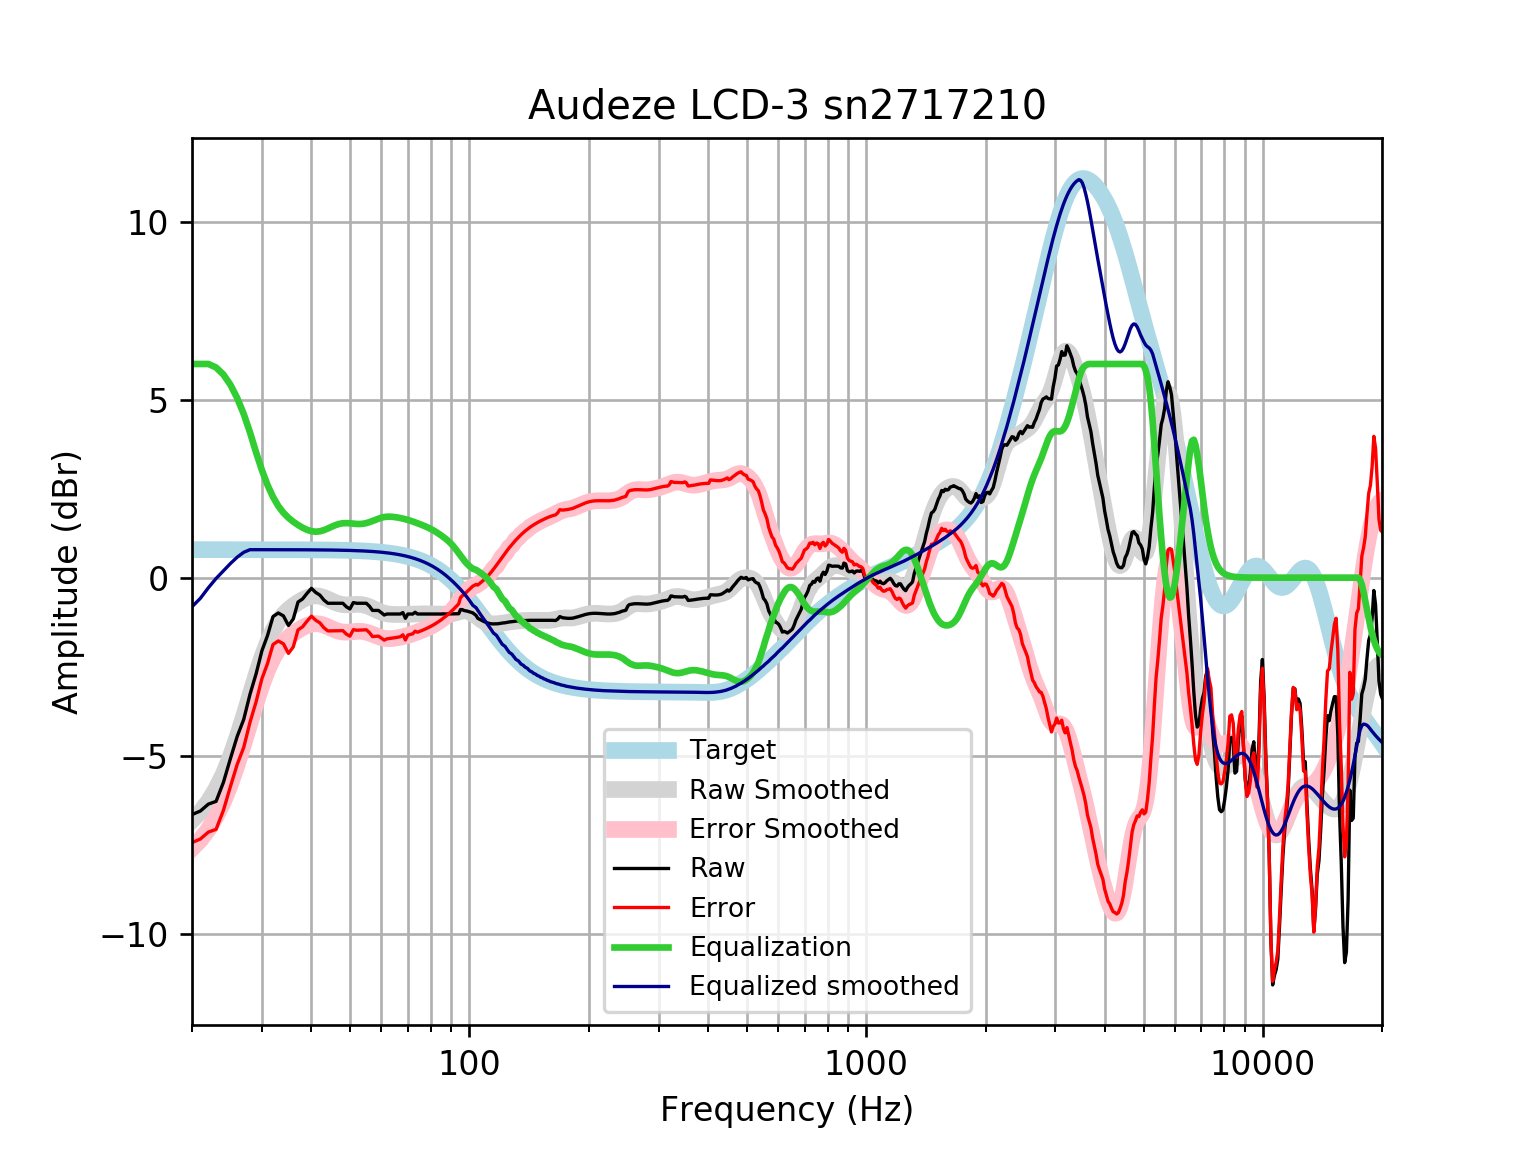 Audeze LCD-3 sn2717210
Amplitude (dBr)
10
5
0
−5
−10
Target
Raw Smoothed
Error Smoothed
Raw
Error
Equalization
Equalized smoothed
100
1000
10000
Frequency (Hz)